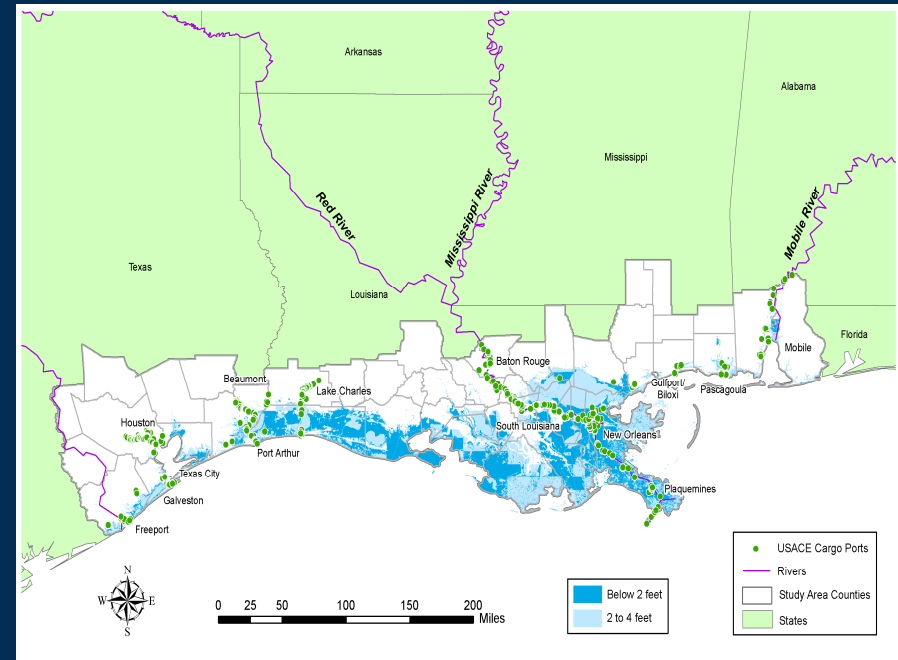 Arkansas
Alabama
Mississippi
Red River
Mississippi River
Mobile River
Texas
Louisiana
Florida
Baton Rouge
Mobile
Beaumont
Lake Charles
Gulfport/
Biloxi
Pascagoula
Houston
South Louisiana
New Orleans
Port Arthur
Texas City
Galveston
Plaquemines
Freeport
N
W
E
S
0 25 50 100 150 200
Miles
Below 2 feet
2 to 4 feet
USACE Cargo Ports
Rivers
Study Area Counties
States